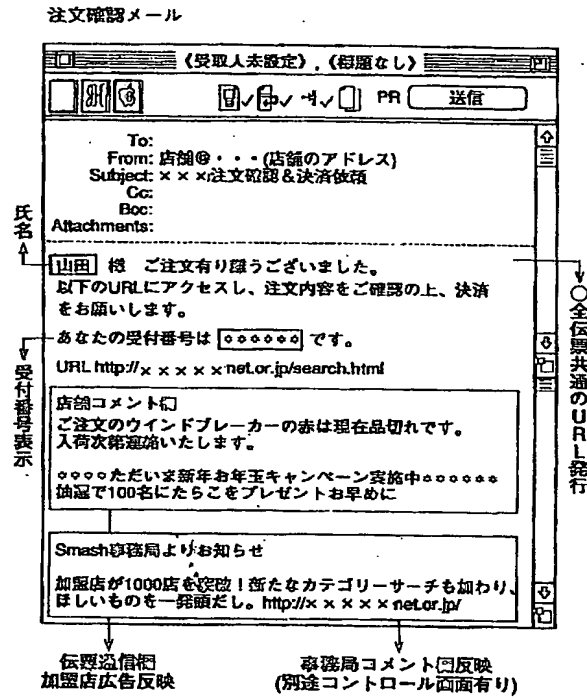 注文確認メール
《受取人未設定》,《標題なし》
PR 送信
To:
From: 店舗@・・・(店舗のアドレス)
Subject: ×××注文確認&決済依頼
Cc:
Bcc:
Attachments:
氏名
山田 様 ご注文有り難うございました。
以下のURLにアクセスし、注文内容をご確認の上、決済
をお願いします。
あなたの受付番号は ◇◇◇◇◇◇ です。
URL http://×××××net.or.jp/search.html
受付番号表示
○全伝票共通のURL発行
店舗コメント欄
ご注文のウインドブレーカーの赤は現在品切れです。
入荷次第連絡いたします。
◇◇◇◇ただいま新年お年玉キャンペーン実施中◇◇◇◇◇◇
抽選で100名にたらこをプレゼントお早めに
Smash事務局よりお知らせ
加盟店が1000店を突破!新たなカテゴリーサーチも加わり、
ほしいものを一発頭だし。http://×××××net.or.jp/
伝票返信欄
加盟店広告反映
事務局コメント欄反映
(別途コントロール画面有り)